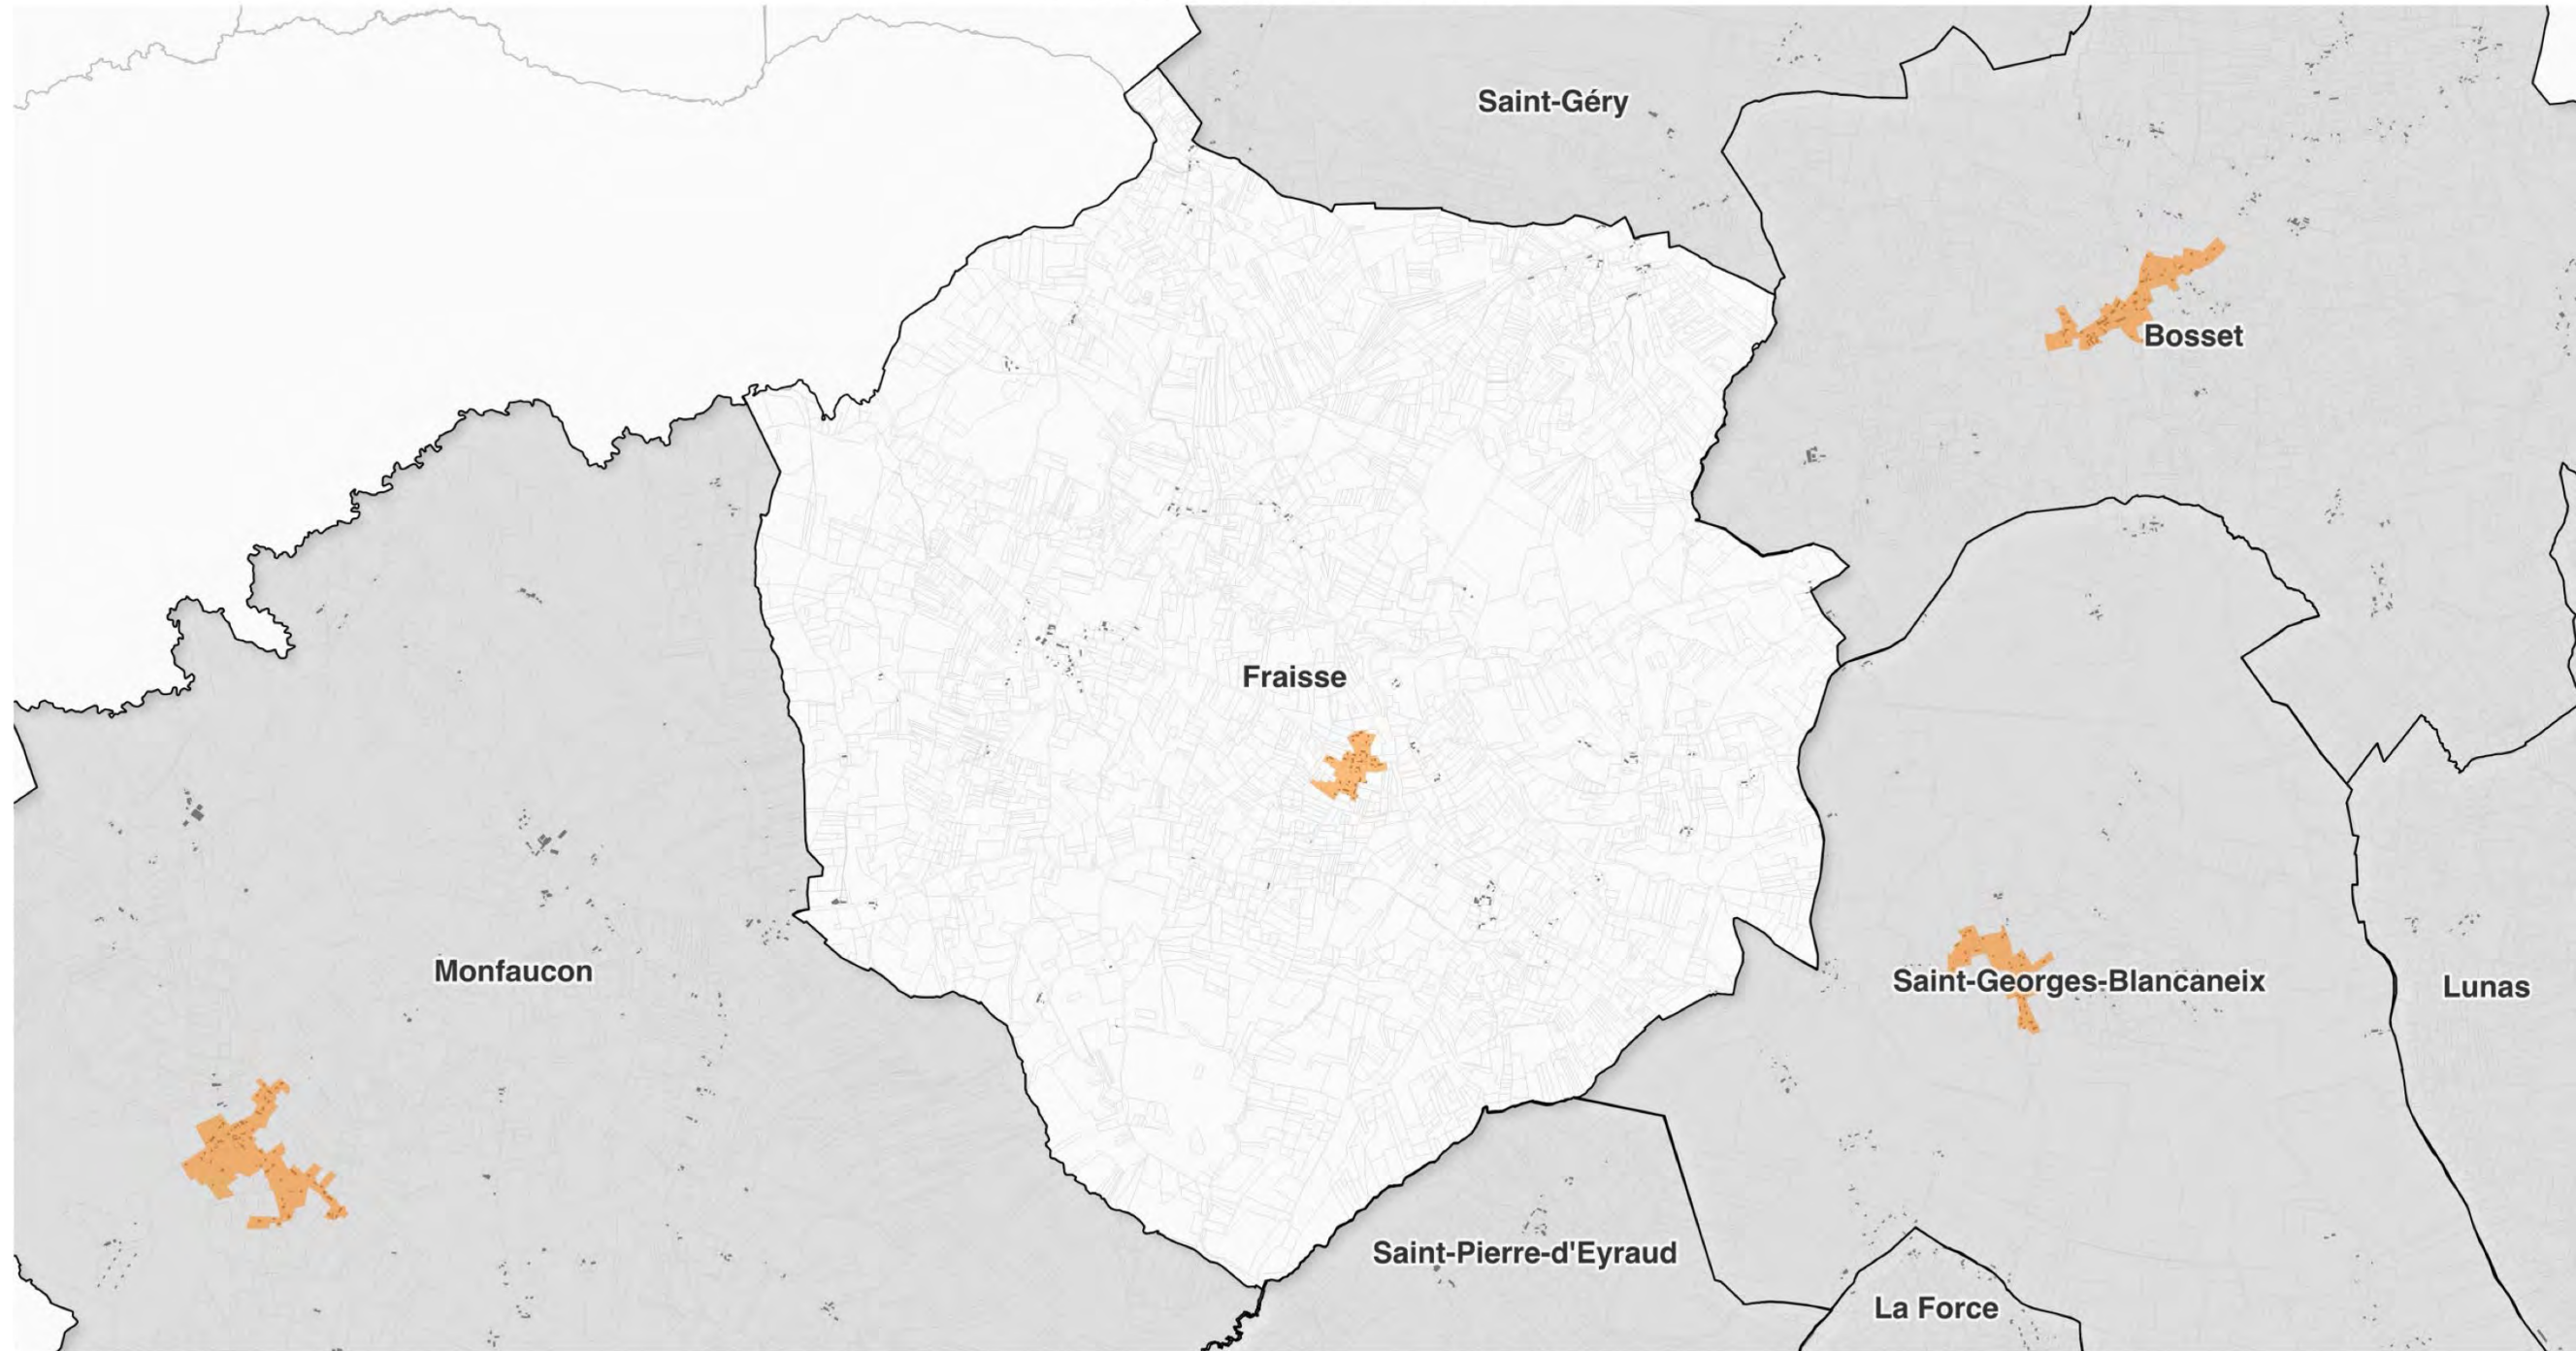 Saint-Géry
Bosset
Fraisse
Monfaucon
Saint-Georges-Blancaneix
Lunas
Saint-Pierre-d'Eyraud
La Force